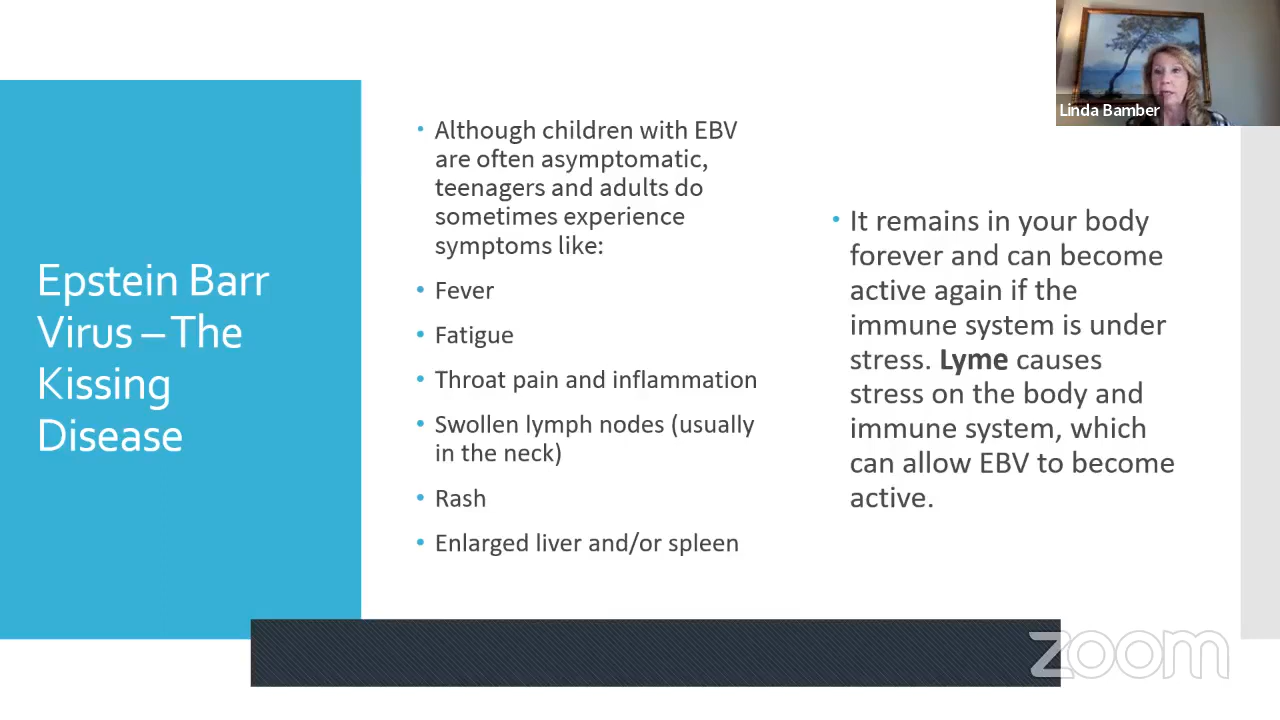 Linda Bamber
Epstein Barr
Virus – The
Kissing
Disease
• Although children with EBV
are often asymptomatic,
teenagers and adults do
sometimes experience
symptoms like:
• Fever
• Fatigue
• Throat pain and inflammation
• Swollen lymph nodes (usually
in the neck)
• Rash
• Enlarged liver and/or spleen
• It remains in your body
forever and can become
active again if the
immune system is under
stress. Lyme causes
stress on the body and
immune system, which
can allow EBV to become
active.
zoom